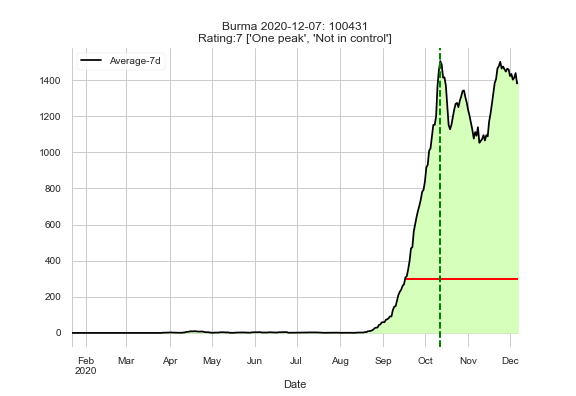 Burma 2020-12-07: 100431
Rating:7 ['One peak', 'Not in control']
Average-7d
1400
1200
1000
800
600
400
200
0
Feb Mar Apr May Jun Jul Aug Sep Oct Nov Dec
2020
Date